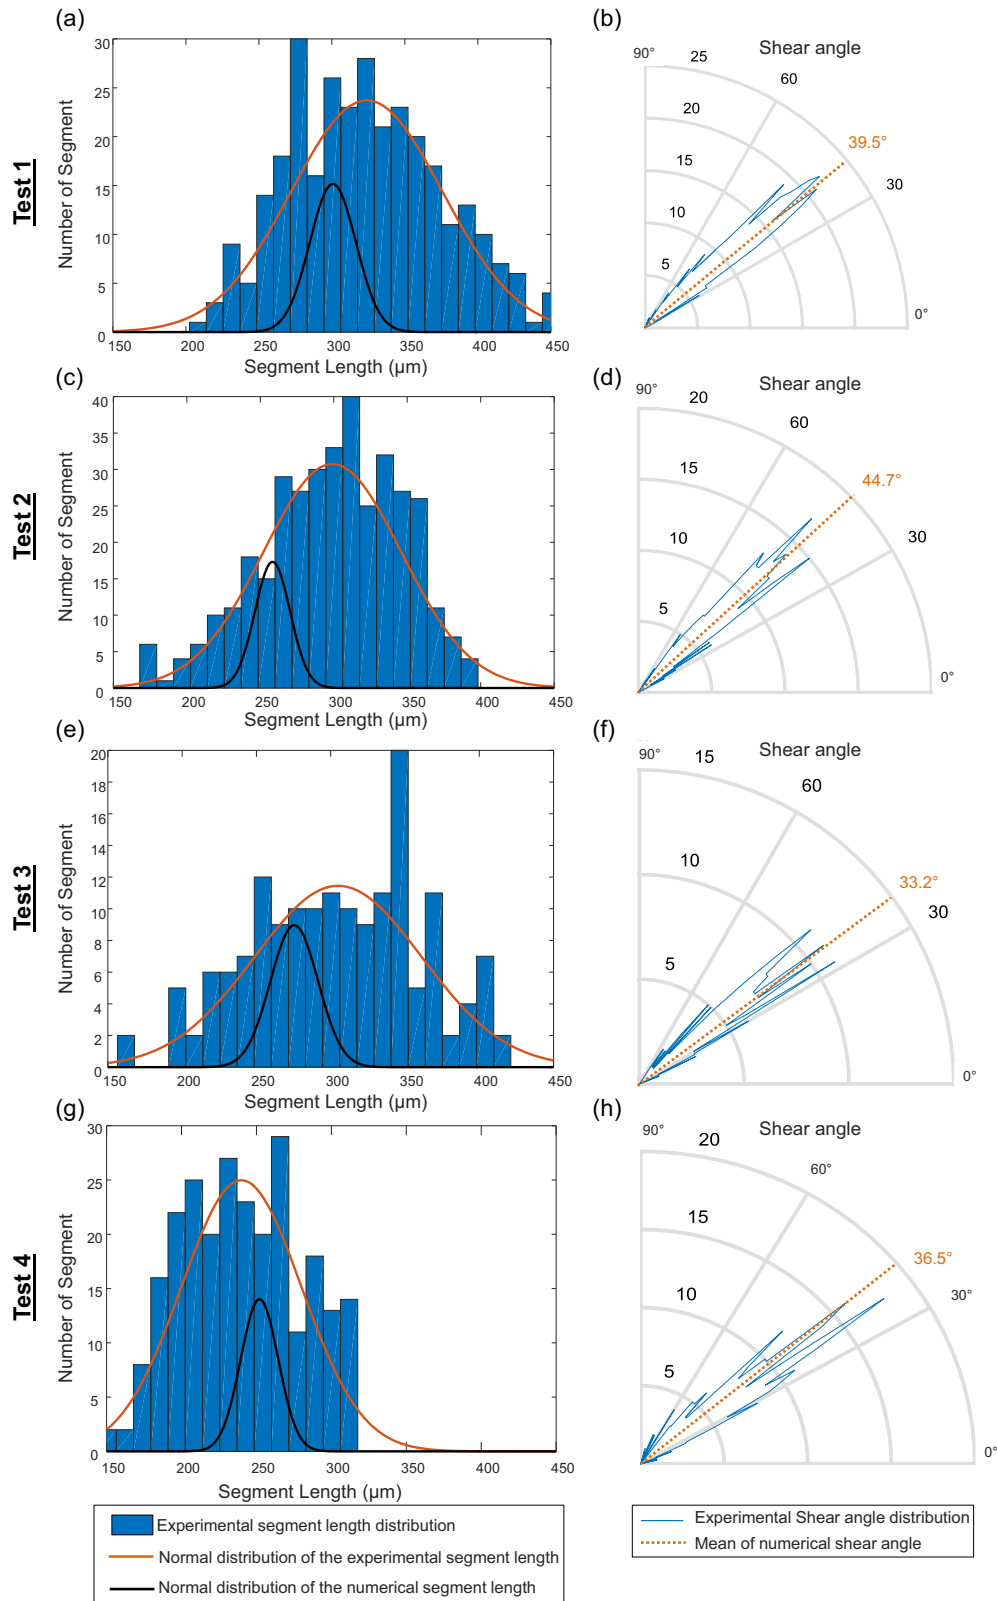 (a)
(b)
Test 1
Number of Segment
30
25
20
15
10
5
0
150 200 250 300 350 400 450
Segment Length (µm)
Shear angle
90°
25
20
15
10
5
60
39.5°
30
0°
(c)
(d)
Test 2
Number of Segment
40
35
30
25
20
15
10
5
0
150 200 250 300 350 400 450
Segment Length (µm)
Shear angle
90°
20
15
10
5
60
44.7°
30
0°
(e)
(f)
Test 3
Number of Segment
20
18
16
14
12
10
8
6
4
2
0
150 200 250 300 350 400 450
Segment Length (µm)
Shear angle
90°
15
10
5
60
33.2°
30
0°
(g)
(h)
Test 4
Number of Segment
30
25
20
15
10
5
0
150 200 250 300 350 400 450
Segment Length (µm)
Shear angle
90°
20
15
10
5
60°
36.5°
30°
0°
Experimental segment length distribution
Normal distribution of the experimental segment length
Normal distribution of the numerical segment length
Experimental Shear angle distribution
Mean of numerical shear angle